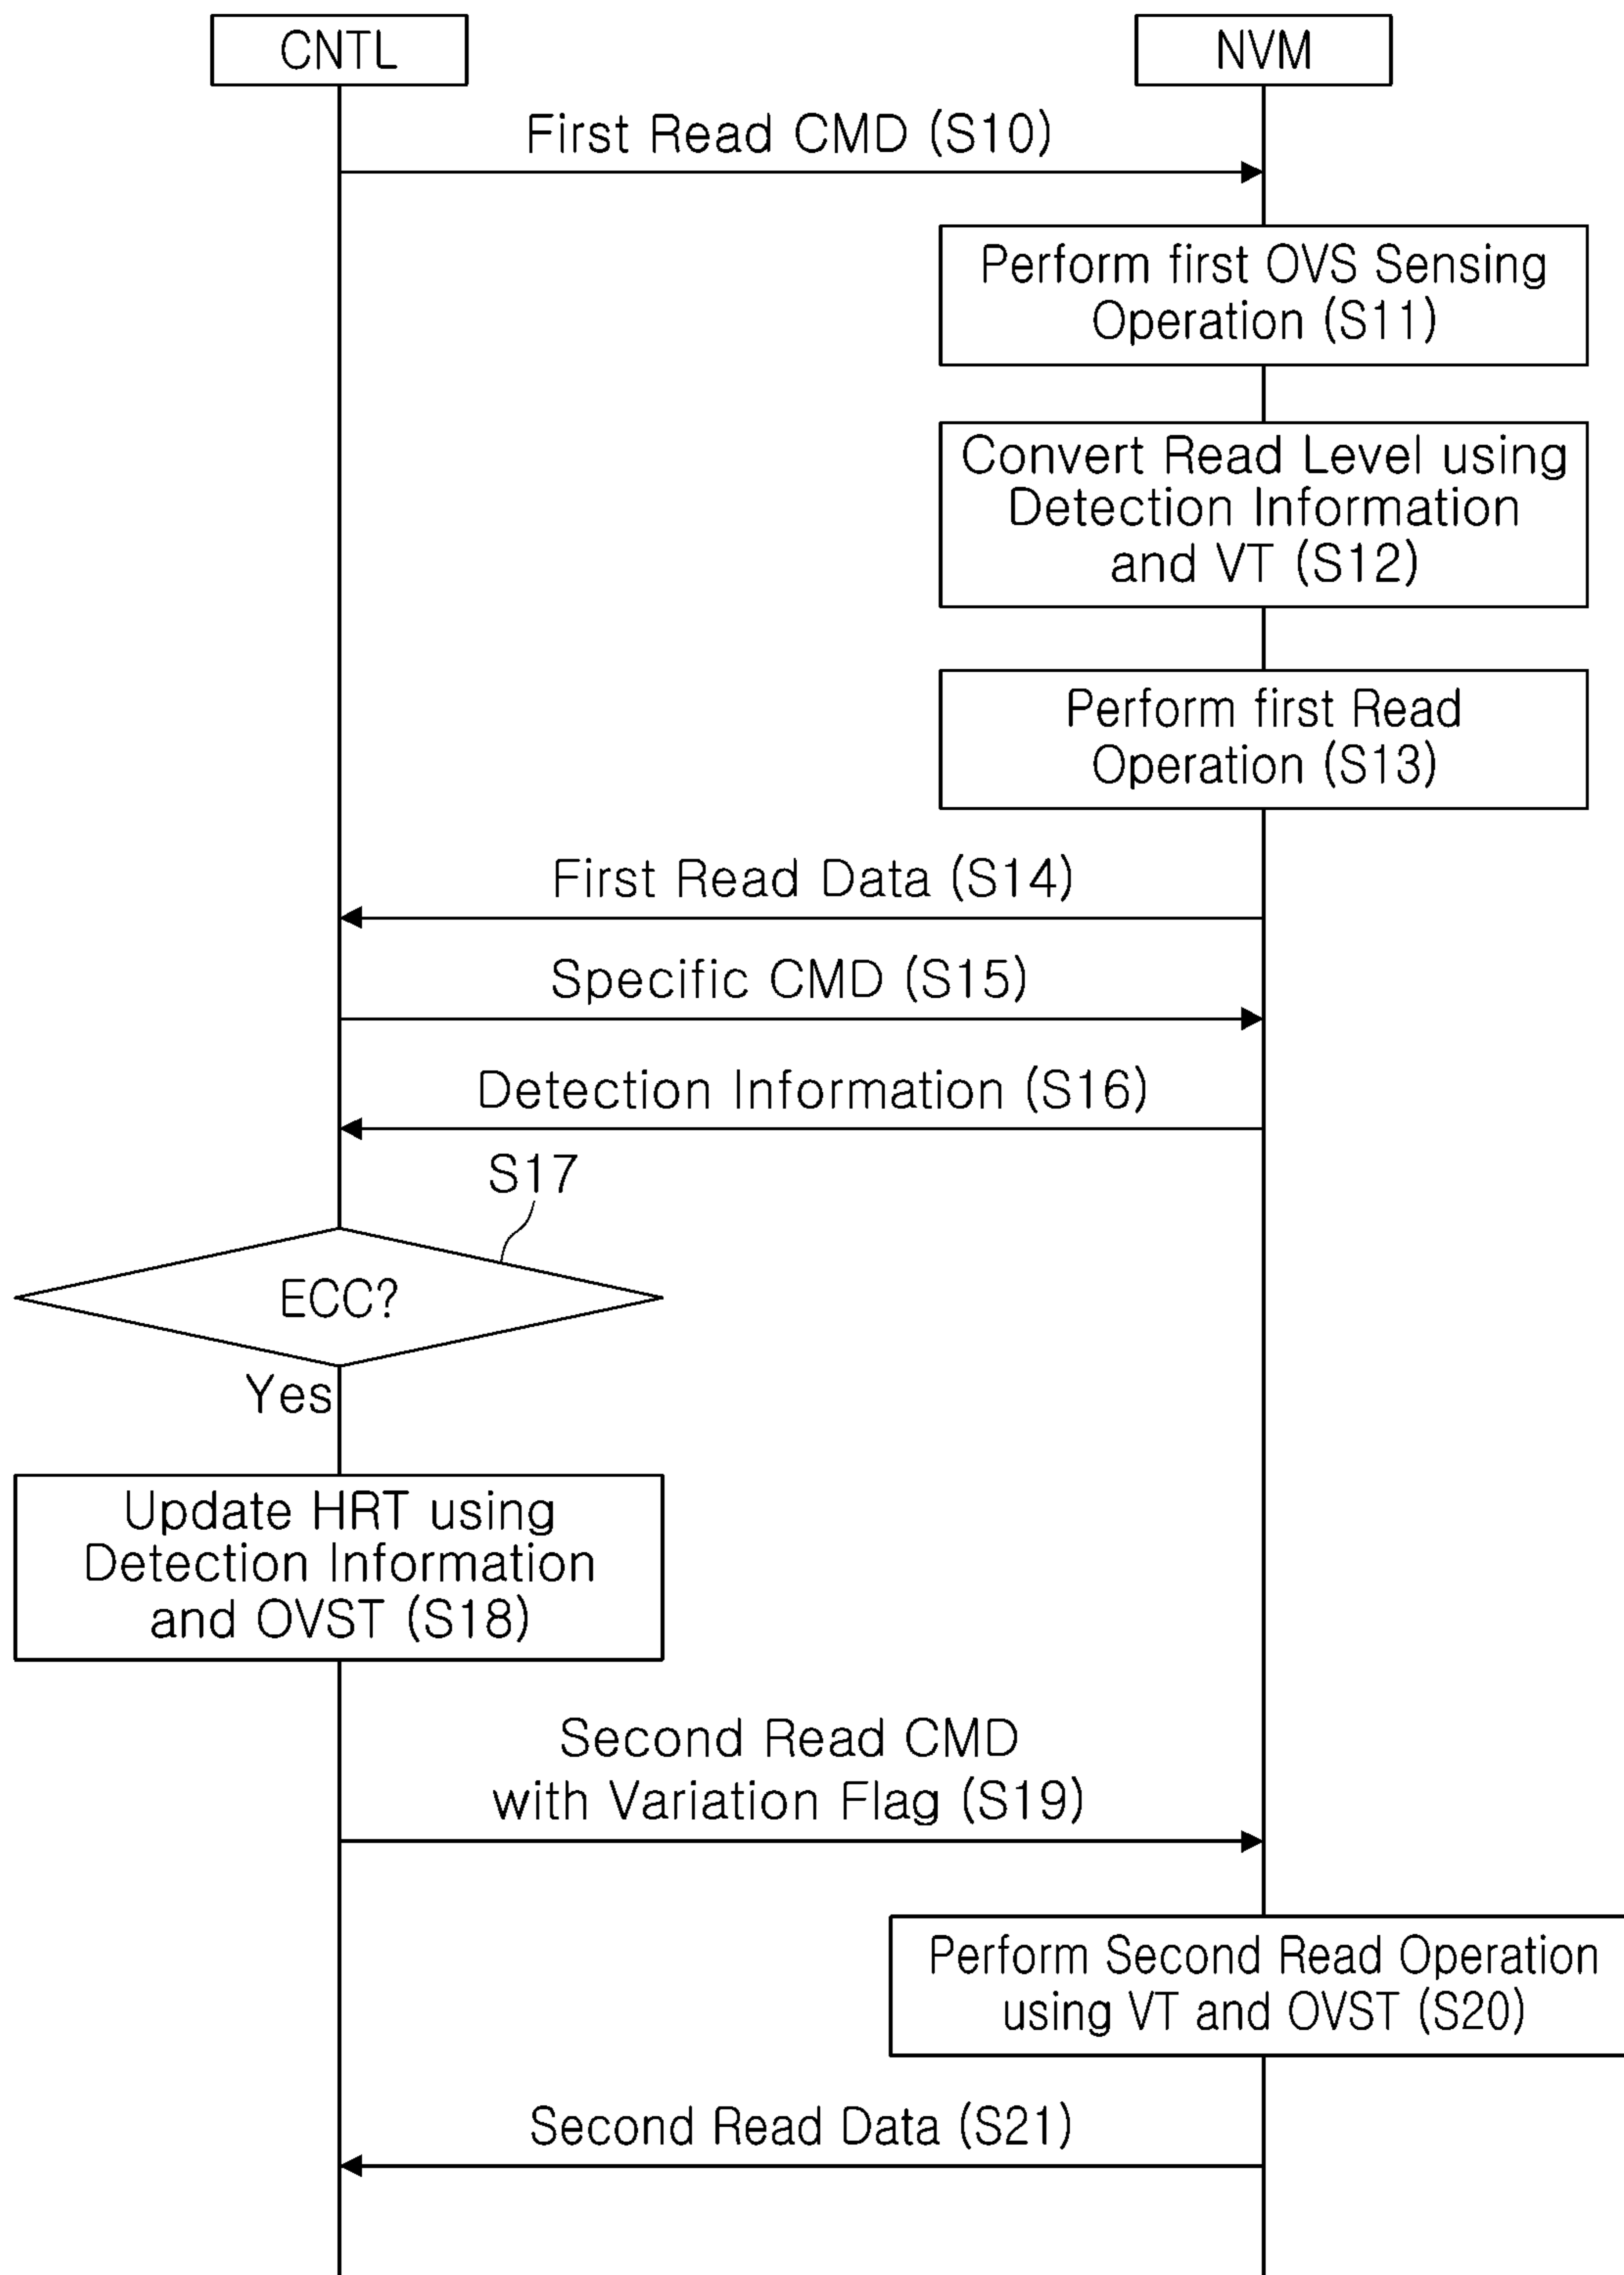 CNTL
NVM
First Read CMD (S10)
Perform first OVS Sensing
Operation (S11)
Convert Read Level using
Detection Information
and VT (S12)
Perform first Read
Operation (S13)
First Read Data (S14)
Specific CMD (S15)
Detection Information (S16)
S17
ECC?
Yes
Update HRT using
Detection Information
and OVST (S18)
Second Read CMD
with Variation Flag (S19)
Perform Second Read Operation
using VT and OVST (S20)
Second Read Data (S21)